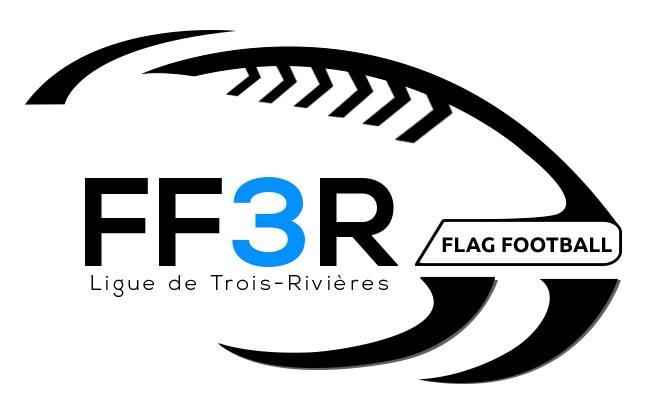 FF3R
FLAG FOOTBALL
Ligue de Trois-Rivières